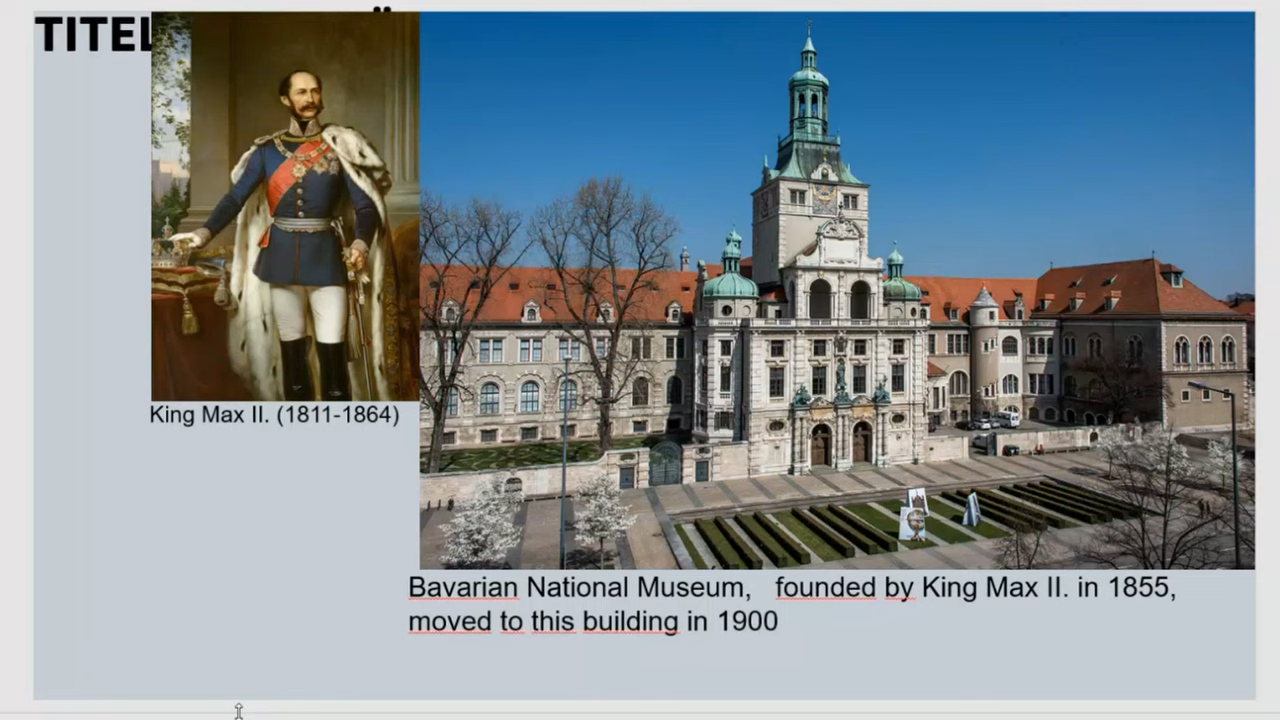 TITEL
King Max II. (1811-1864)
Bavarian National Museum, founded by King Max II. in 1855,
moved to this building in 1900